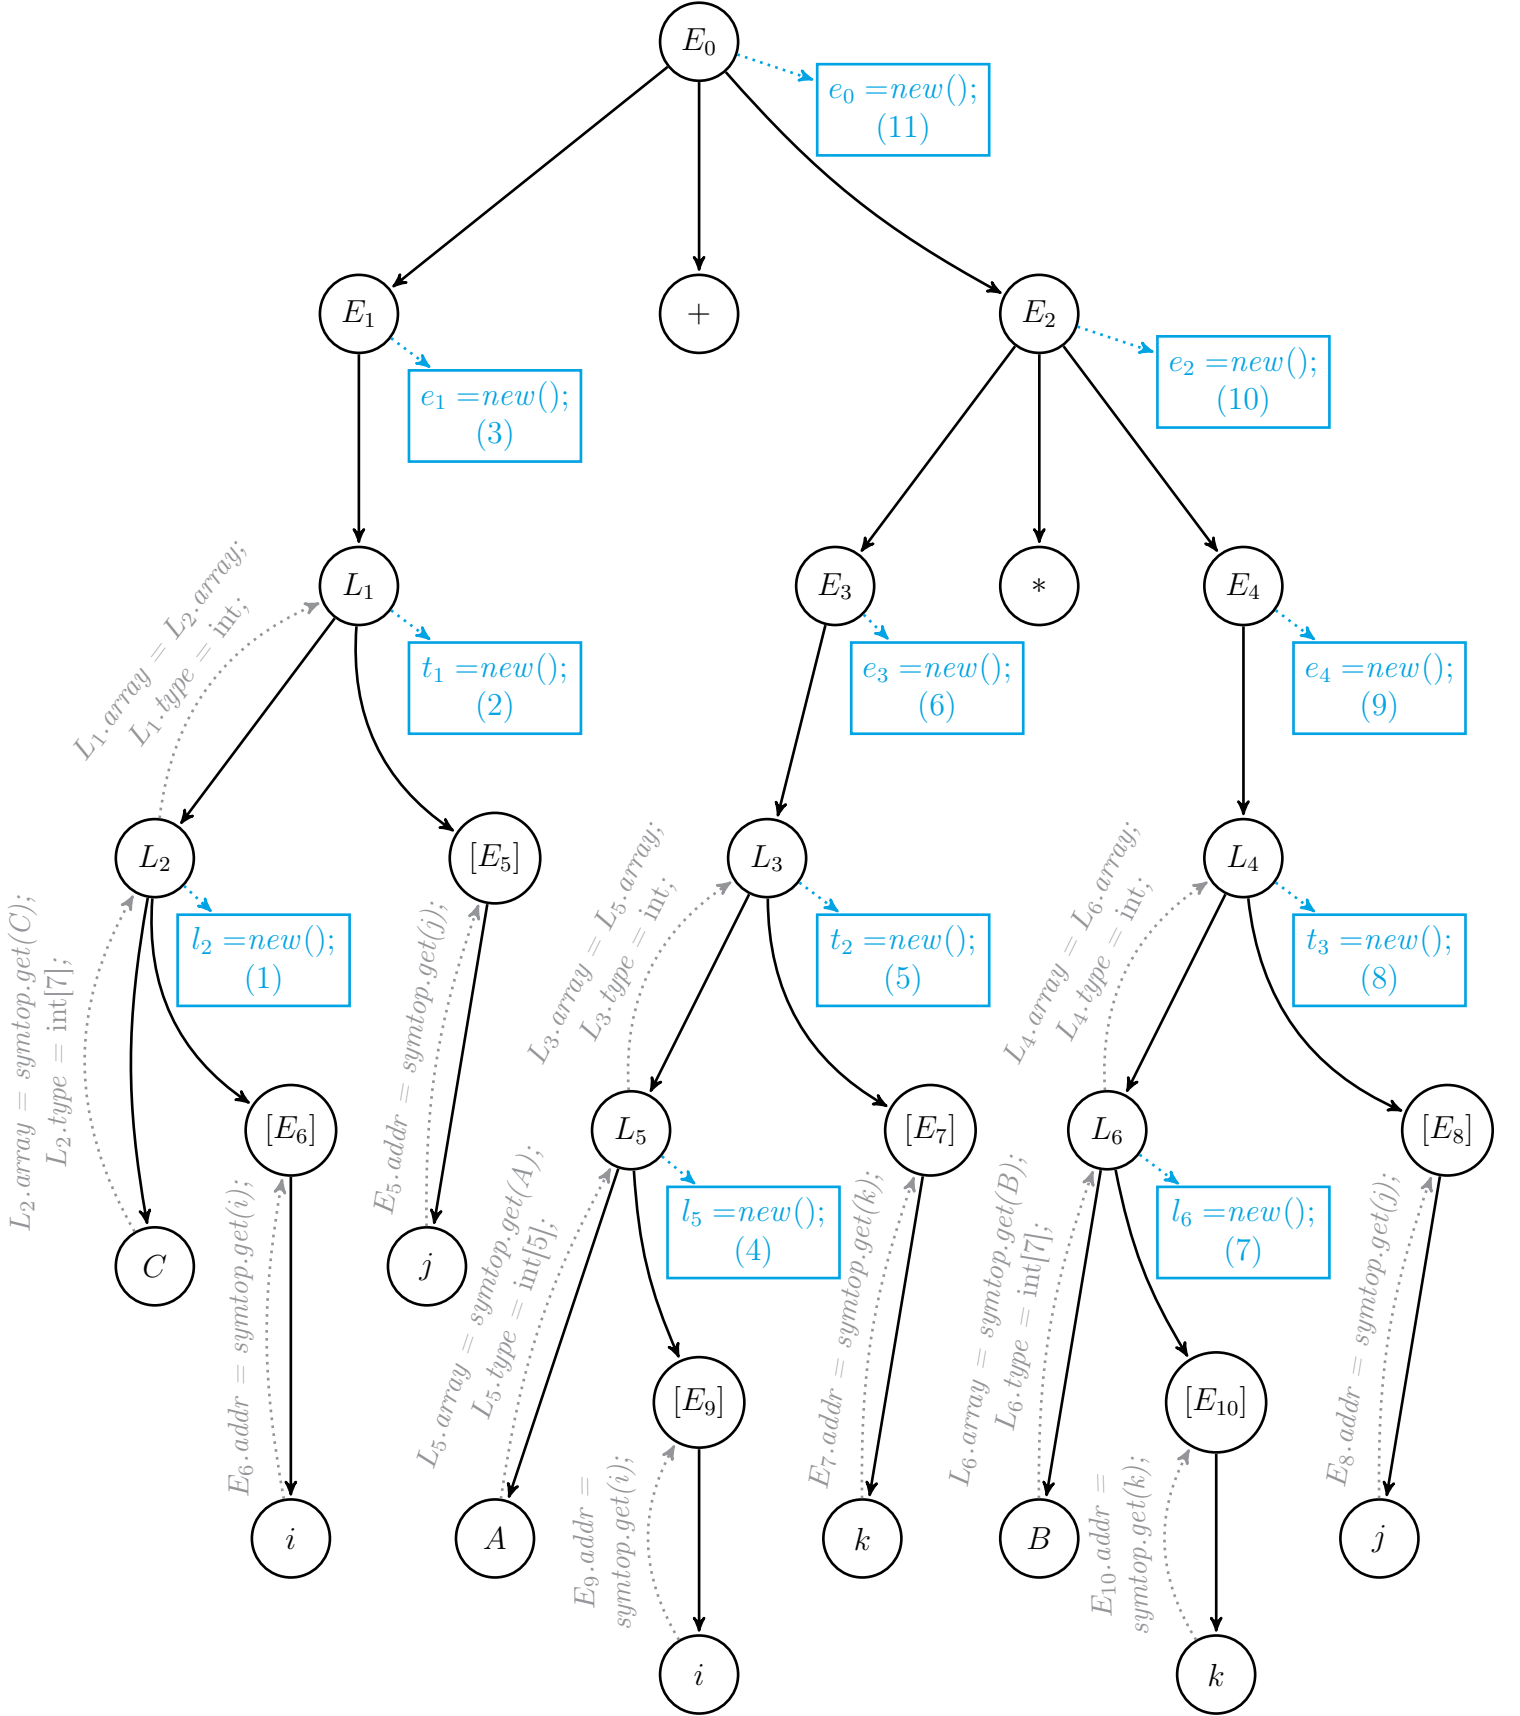 E₀
e₀ =new();
(11)
E₁
+
E₂
e₁ =new();
(3)
e₂ =new();
(10)
L₁.array = L₂.array;
L₁.type = int;
L₁
t₁ =new();
(2)
E₃
*
E₄
e₃ =new();
(6)
e₄ =new();
(9)
L₂
[E₅]
L₃.array = L₅.array;
L₃.type = int;
L₃
L₄.array = L₆.array;
L₄.type = int;
L₄
L₂.array = symtop.get(C);
L₂.type = int[7];
l₂ =new();
(1)
E₅.addr = symtop.get(j);
t₂ =new();
(5)
t₃ =new();
(8)
[E₆]
L₅
[E₇]
L₆
[E₈]
E₆.addr = symtop.get(i);
C
j
L₅.array = symtop.get(A);
L₅.type = int[5];
l₅ =new();
(4)
E₇.addr = symtop.get(k);
L₆.array = symtop.get(B);
L₆.type = int[7];
l₆ =new();
(7)
E₈.addr = symtop.get(j);
[E₉]
[E₁₀]
i
A
E₉.addr =
symtop.get(i);
k
B
E₁₀.addr =
symtop.get(k);
j
i
k